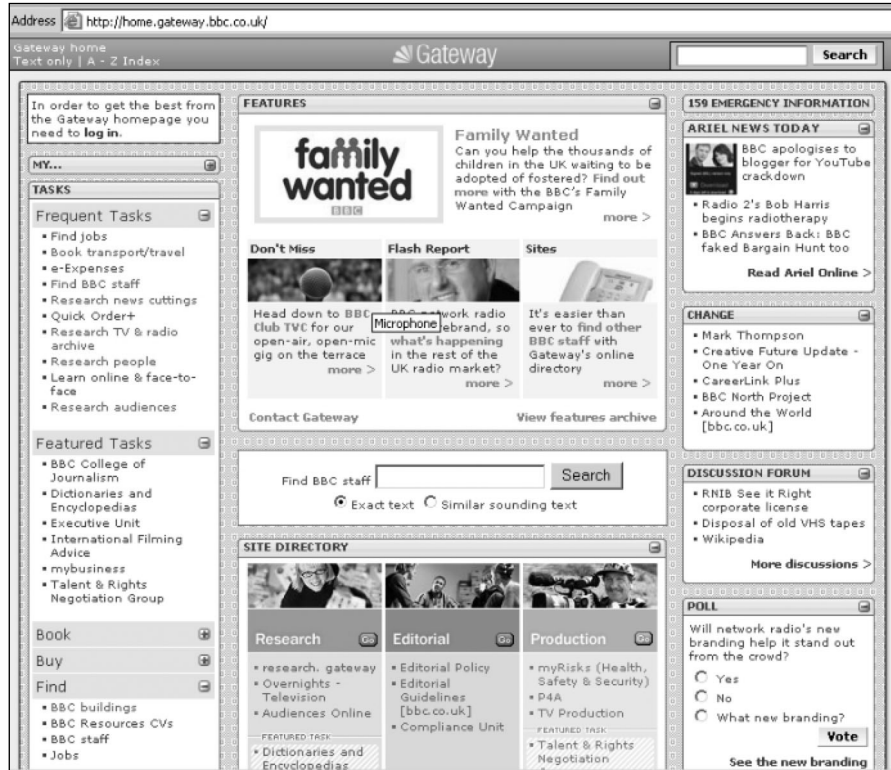 Address http://home.gateway.bbc.co.uk/
Gateway home
Text only | A - Z Index
Gateway
Search
In order to get the best from
the Gateway homepage you
need to log in.
MY...
TASKS
Frequent Tasks
Find jobs
Book transport/travel
e-Expenses
Find BBC staff
Research news cuttings
Quick Order+
Research TV & radio
archive
Research people
Learn online & face-to-
face
Research audiences
Featured Tasks
BBC College of
Journalism
Dictionaries and
Encyclopedias
Executive Unit
International Filming
Advice
mybusiness
Talent & Rights
Negotiation Group
Book
Buy
Find
BBC buildings
BBC Resources CVs
BBC staff
Jobs
FEATURES
family
wanted
BBC
Family Wanted
Can you help the thousands of
children in the UK waiting to be
adopted of fostered? Find out
more with the BBC's Family
Wanted Campaign
more >
Don't Miss
Head down to BBC
Club TVC for our
open-air, open-mic
gig on the terrace
more >
Flash Report
BBC network radio
rebrand, so
what's happening
in the rest of the
UK radio market?
more >
Microphone
Sites
It's easier than
ever to find other
BBC staff with
Gateway's online
directory
more >
Contact Gateway
View features archive
Find BBC staff
Search
Exact text
Similar sounding text
SITE DIRECTORY
Research Go
research. gateway
Overnights -
Television
Audiences Online
FEATURED TASK
Dictionaries and
Encyclopedias
Editorial Go
Editorial Policy
Editorial
Guidelines
[bbc.co.uk]
Compliance Unit
Production Go
myRisks (Health,
Safety & Security)
P4A
TV Production
FEATURED TASK
Talent & Rights
Negotiation
159 EMERGENCY INFORMATION
ARIEL NEWS TODAY
BBC apologises to
blogger for YouTube
crackdown
Radio 2's Bob Harris
begins radiotherapy
BBC Answers Back: BBC
faked Bargain Hunt too
Read Ariel Online >
CHANGE
Mark Thompson
Creative Future Update -
One Year On
CareerLink Plus
BBC North Project
Around the World
[bbc.co.uk]
DISCUSSION FORUM
RNIB See it Right
corporate license
Disposal of old VHS tapes
Wikipedia
More discussions >
POLL
Will network radio's new
branding help it stand out
from the crowd?
Yes
No
What new branding?
Vote
See the new branding